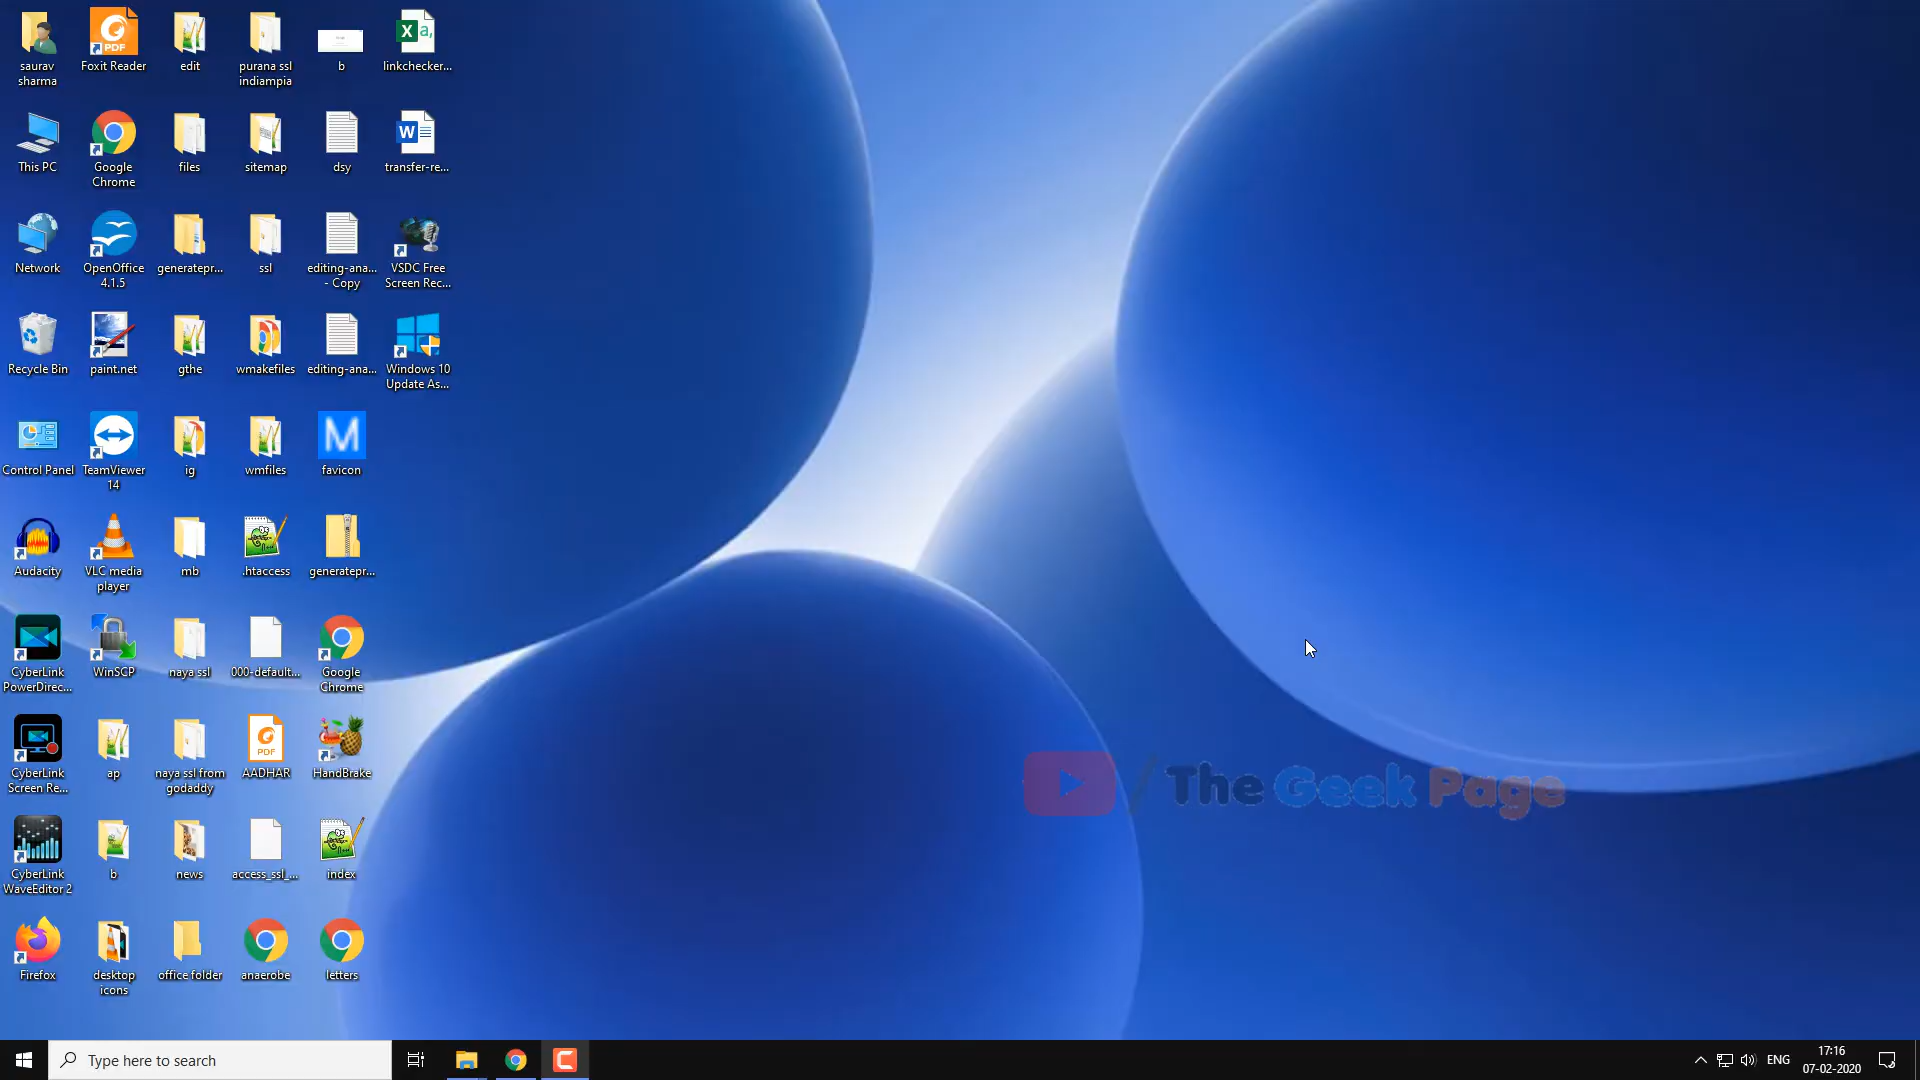 saurav
sharma
Foxit Reader
edit
purana ssl
indiampia
b
linkchecker...
This PC
Google
Chrome
files
sitemap
dsy
transfer-re...
Network
OpenOffice
4.1.5
generatepr...
ssl
editing-ana...
- Copy
VSDC Free
Screen Rec...
Recycle Bin
paint.net
gthe
wmakefiles
editing-ana...
Windows 10
Update As...
Control Panel
TeamViewer
14
ig
wmfiles
favicon
Audacity
VLC media
player
mb
.htaccess
generatepr...
CyberLink
PowerDirec...
WinSCP
naya ssl
000-default...
Google
Chrome
CyberLink
Screen Re...
ap
naya ssl from
godaddy
AADHAR
HandBrake
CyberLink
WaveEditor 2
b
news
access_ssl_...
index
Firefox
desktop
icons
office folder
anaerobe
letters
The Geek Page
Type here to search
ENG
17:16
07-02-2020